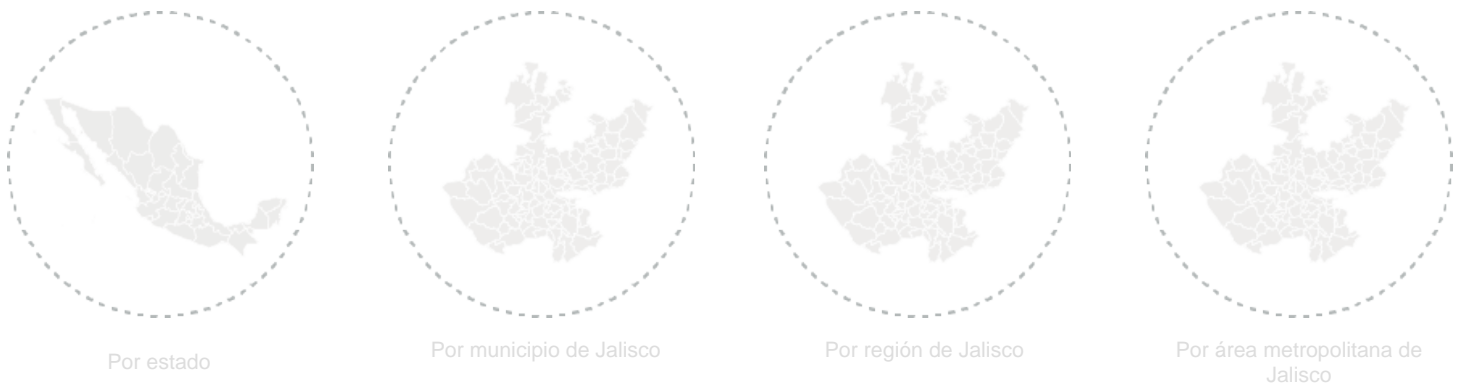 Por estado
Por municipio de Jalisco
Por región de Jalisco
Por área metropolitana de
Jalisco